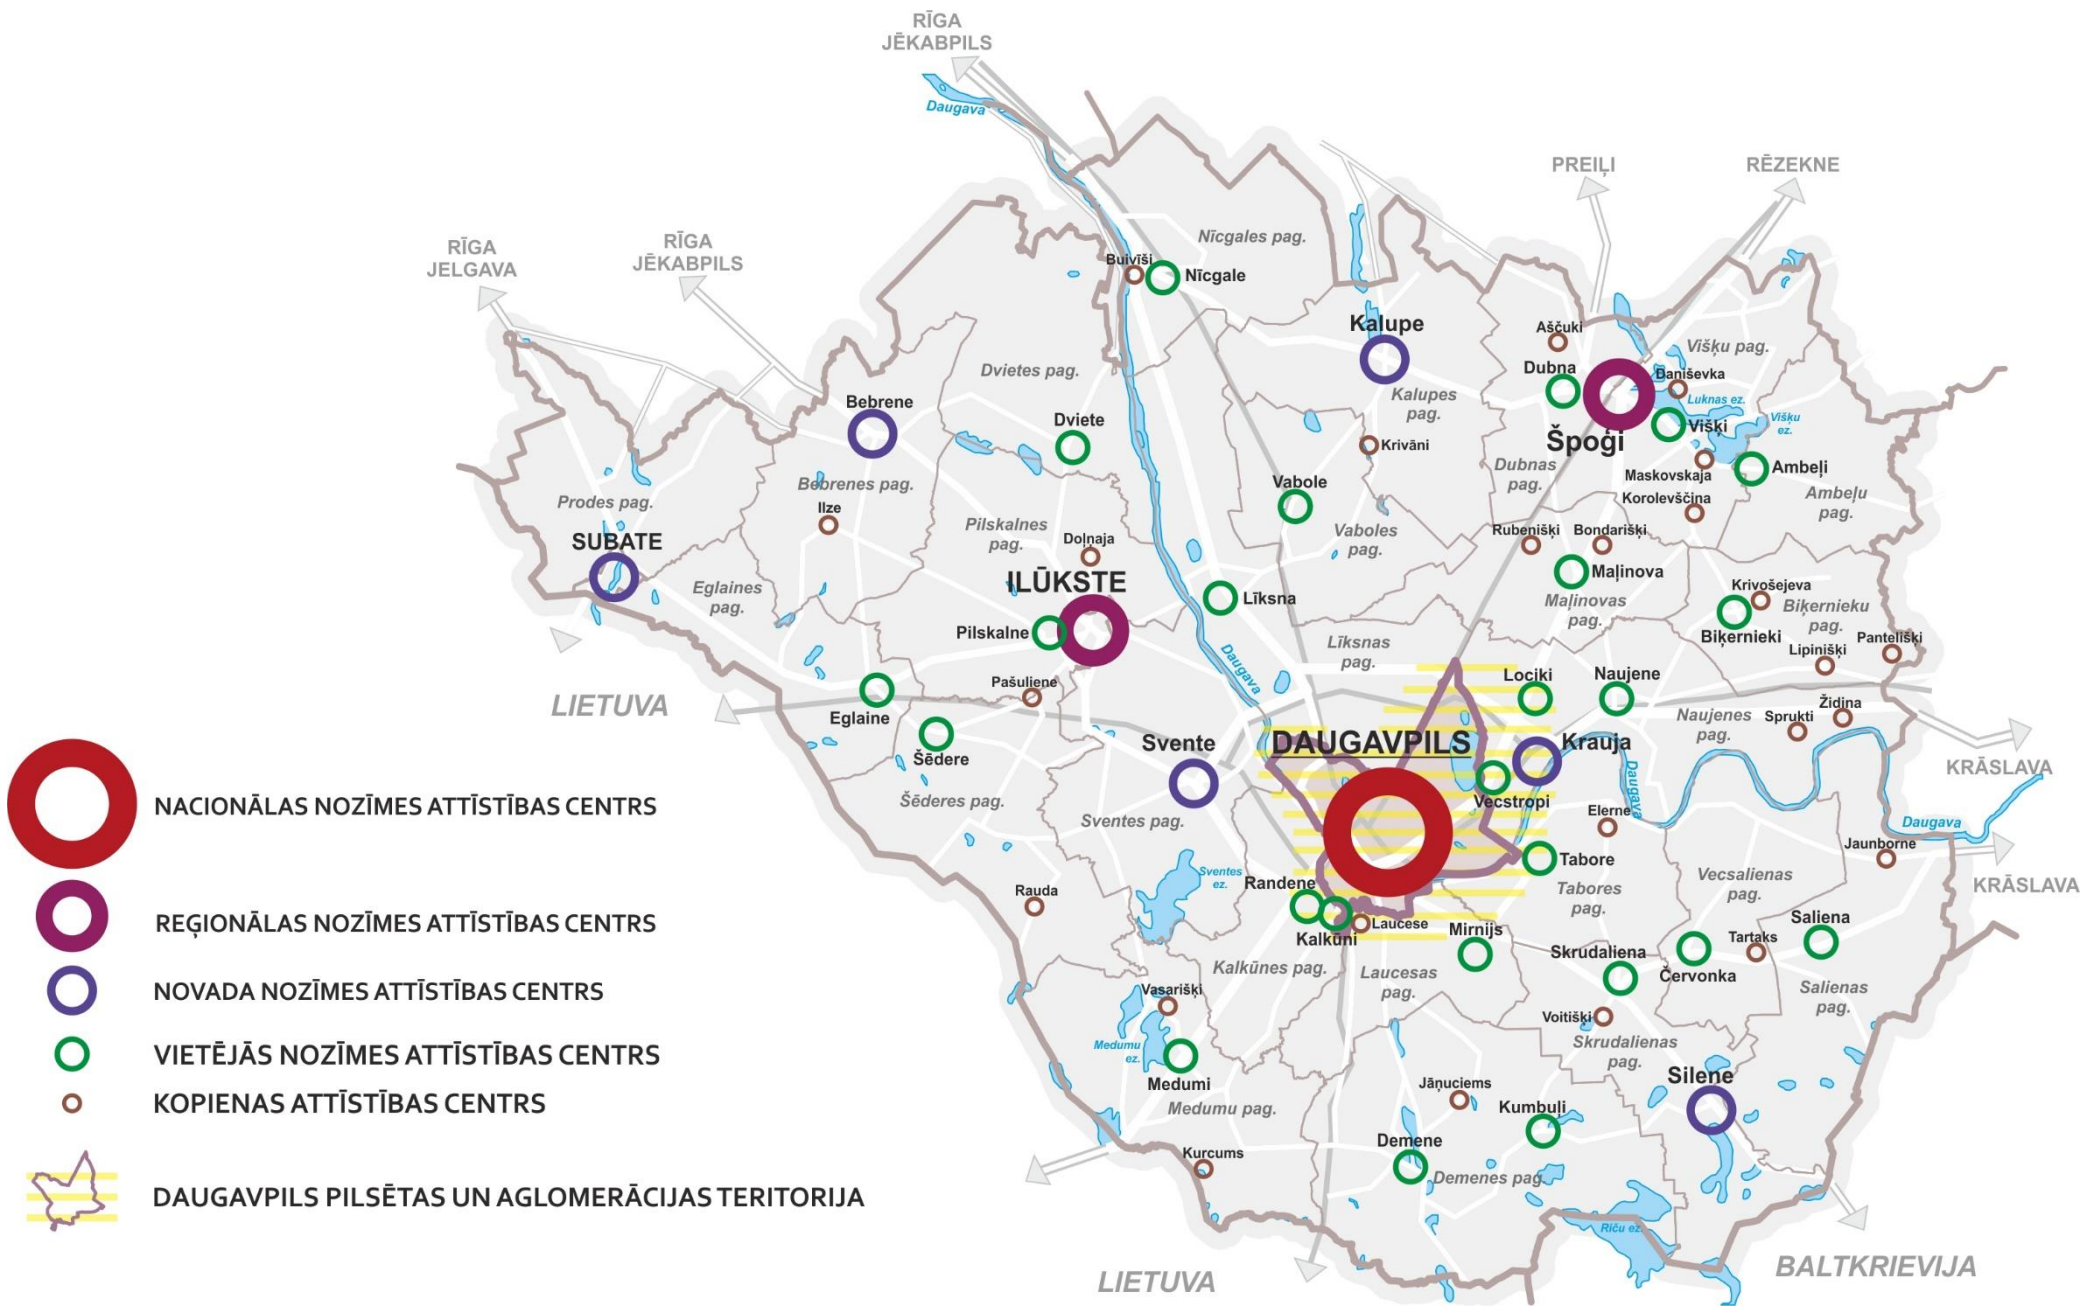 RĪGA
JĒKABPILS
Daugava
PREIĻI
RĒZEKNE
RĪGA
JELGAVA
RĪGA
JĒKABPILS
Nīcgales pag.
Buivīši
Nīcgale
Kalupe
Aščuki
Višķu pag.
Dvietes pag.
Dubna
Daniševka
Kalupes
pag.
Luknas ez.
Bebrene
Dviete
Špoģi
Višķi
Višķu
ez.
Krivāni
Dubnas
pag.
Maskovskaja
Ambeļi
Bebrenes pag.
Vabole
Korolevščina
Ambeļu
pag.
Prodes pag.
Ilze
Pilskalnes
pag.
Vaboles
pag.
Rubenišķi
Bondarišķi
SUBATE
Doļnaja
ILŪKSTE
Maļinova
Krivošejeva
Eglaines
pag.
Līksna
Maļinovas
pag.
Biķernieku
pag.
Biķernieki
Pantelišķi
Pilskalne
Līksnas
pag.
Lipinišķi
Daugava
Pašuliene
Lociki
Naujene
LIETUVA
Eglaine
Naujenes
pag.
Židina
Sprukti
Šēdere
Svente
DAUGAVPILS
Krauja
KRĀSLAVA
Daugava
Vecstropi
Šēderes pag.
Sventes pag.
Elerne
Daugava
Jaunborne
Tabore
Sventes
ez.
Randene
Tabores
pag.
Vecsalienas
pag.
KRĀSLAVA
Rauda
Kalkūni
Laucese
Mirnijs
Saliena
Skrudaliena
Tartaks
Červonka
Kalkūnes pag.
Laucesas
pag.
Vasarišķi
Voitišķi
Salienas
pag.
Medumu
ez.
Skrudalienas
pag.
Medumi
Jāņuciems
Silene
Medumu pag.
Kumbuļi
Demene
Kurcums
Demenes pag.
Riču ez.
LIETUVA
BALTKRIEVIJA
NACIONĀLAS NOZĪMES ATTĪSTĪBAS CENTRS
REĢIONĀLAS NOZĪMES ATTĪSTĪBAS CENTRS
NOVADA NOZĪMES ATTĪSTĪBAS CENTRS
VIETĒJĀS NOZĪMES ATTĪSTĪBAS CENTRS
KOPIENAS ATTĪSTĪBAS CENTRS
DAUGAVPILS PILSĒTAS UN AGLOMERĀCIJAS TERITORIJA